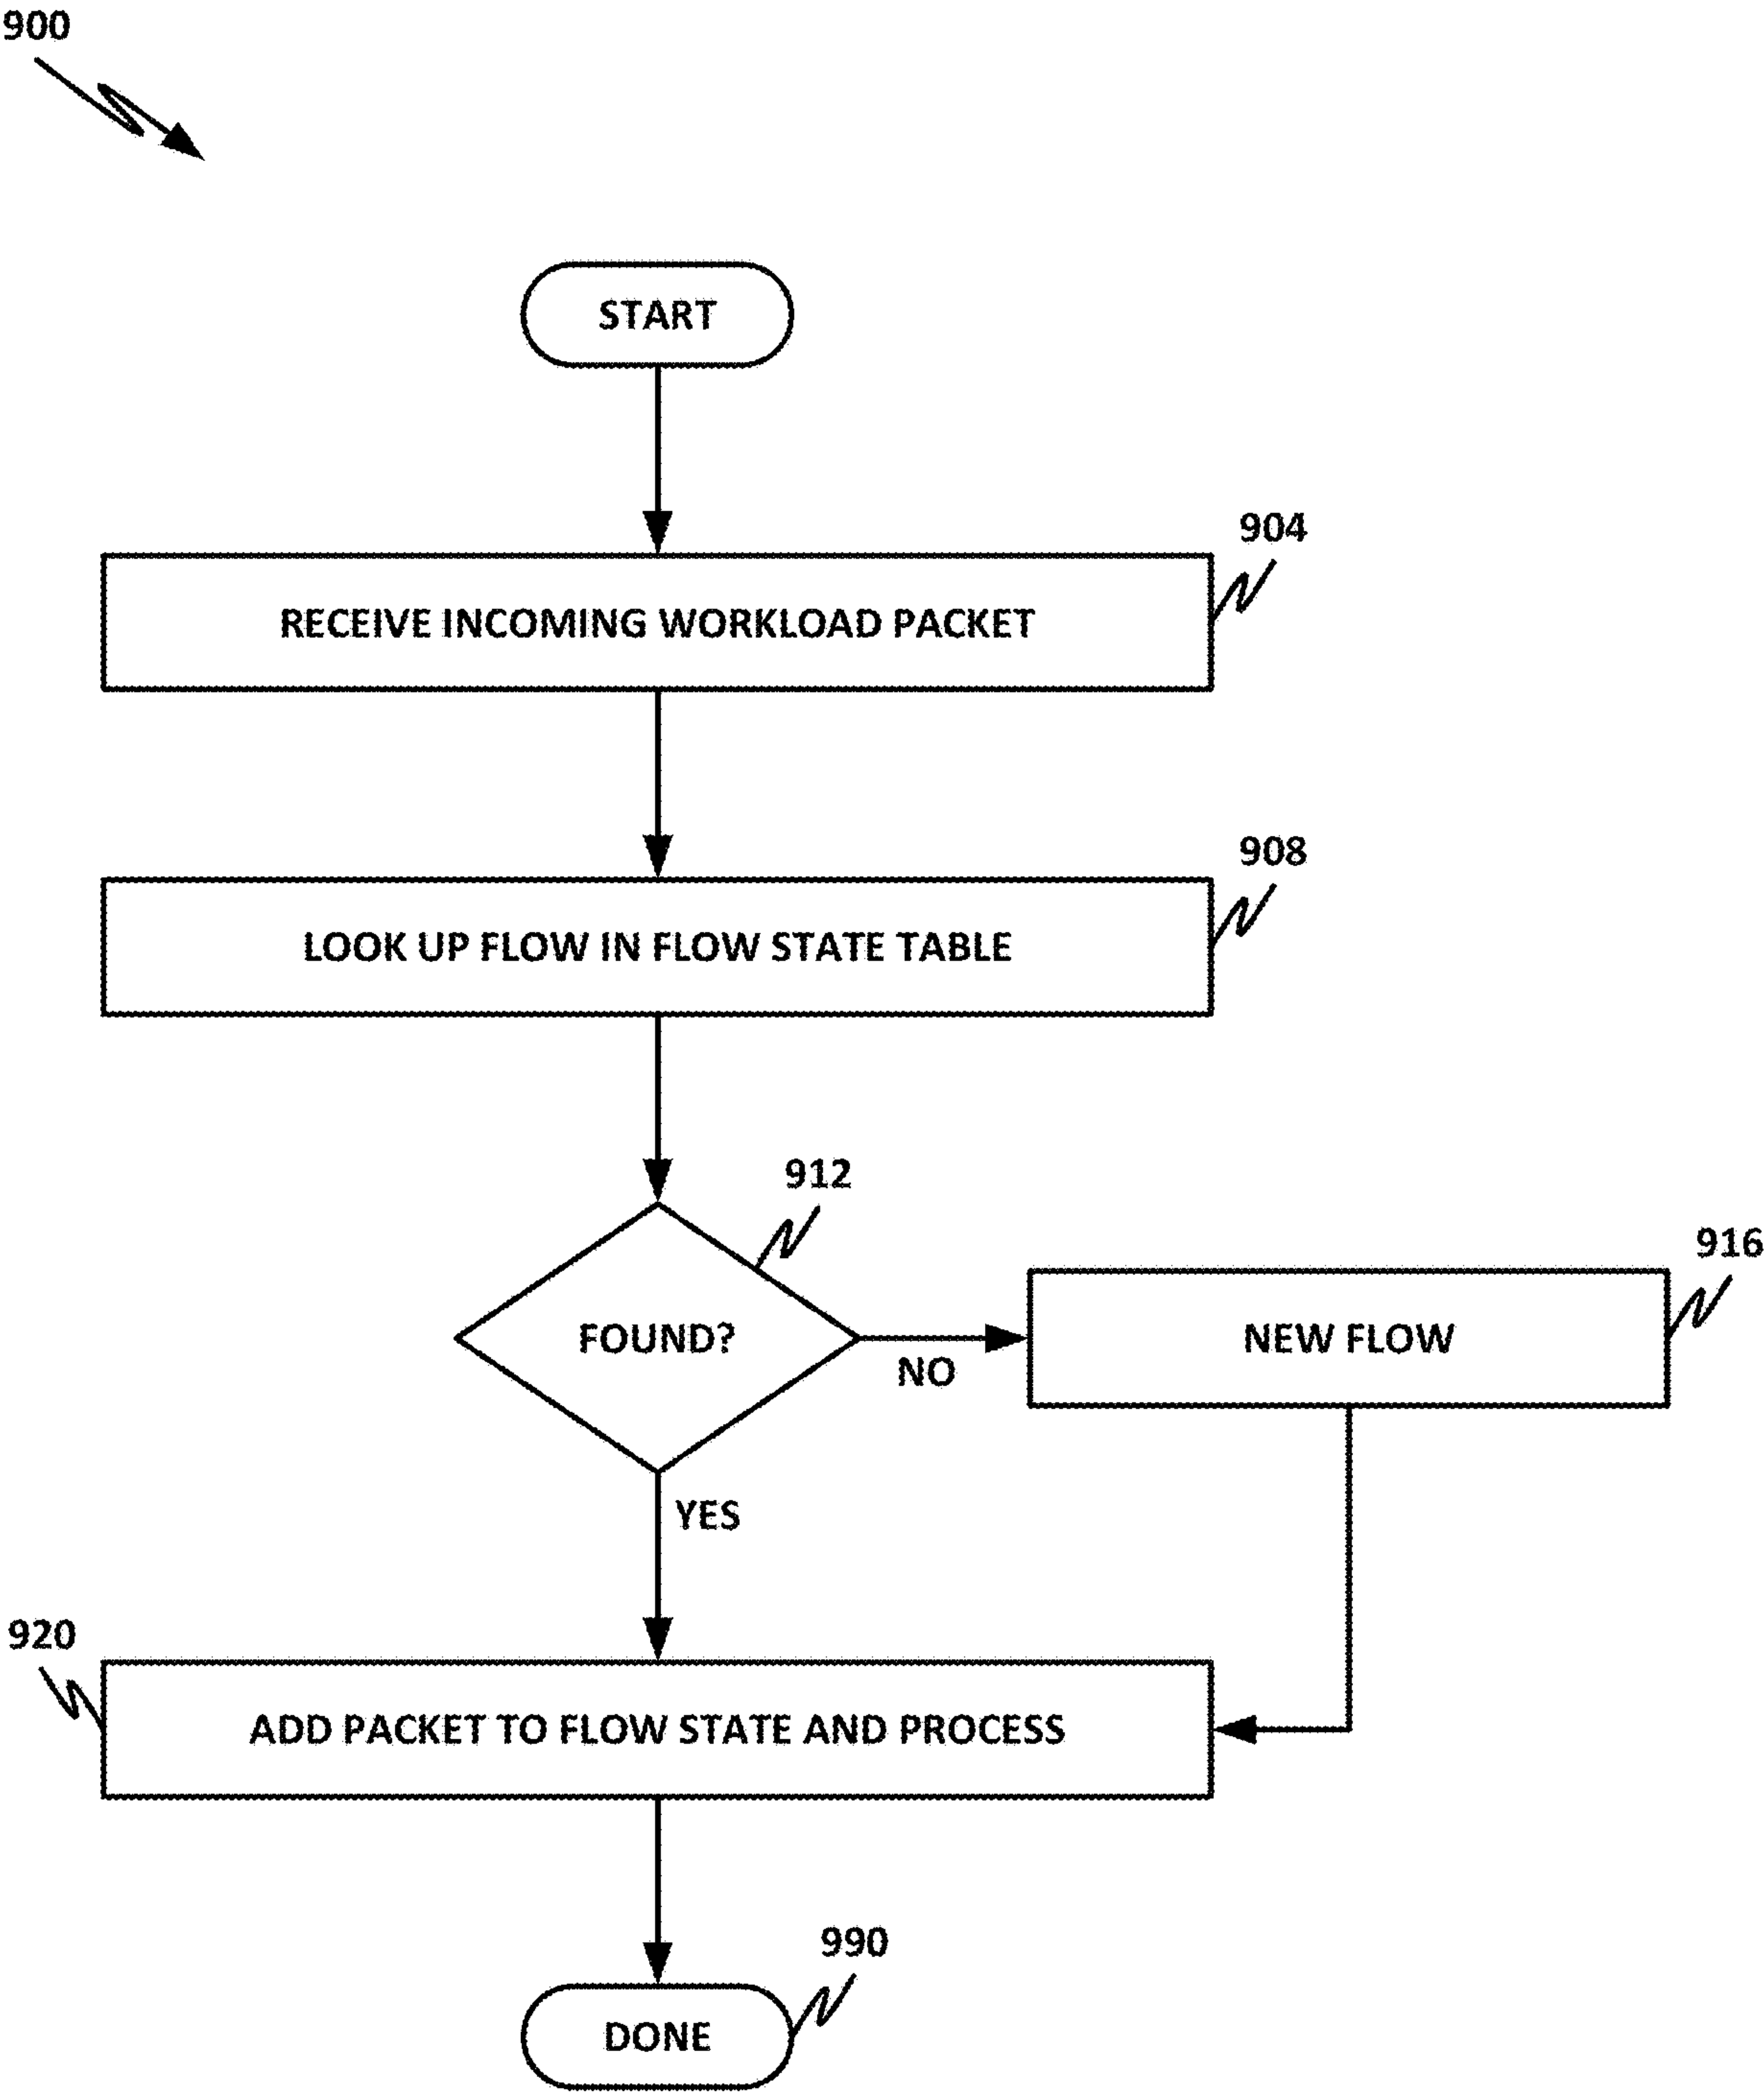 900
START
904
RECEIVE INCOMING WORKLOAD PACKET
908
LOOK UP FLOW IN FLOW STATE TABLE
912
FOUND?
NO
916
NEW FLOW
YES
920
ADD PACKET TO FLOW STATE AND PROCESS
990
DONE